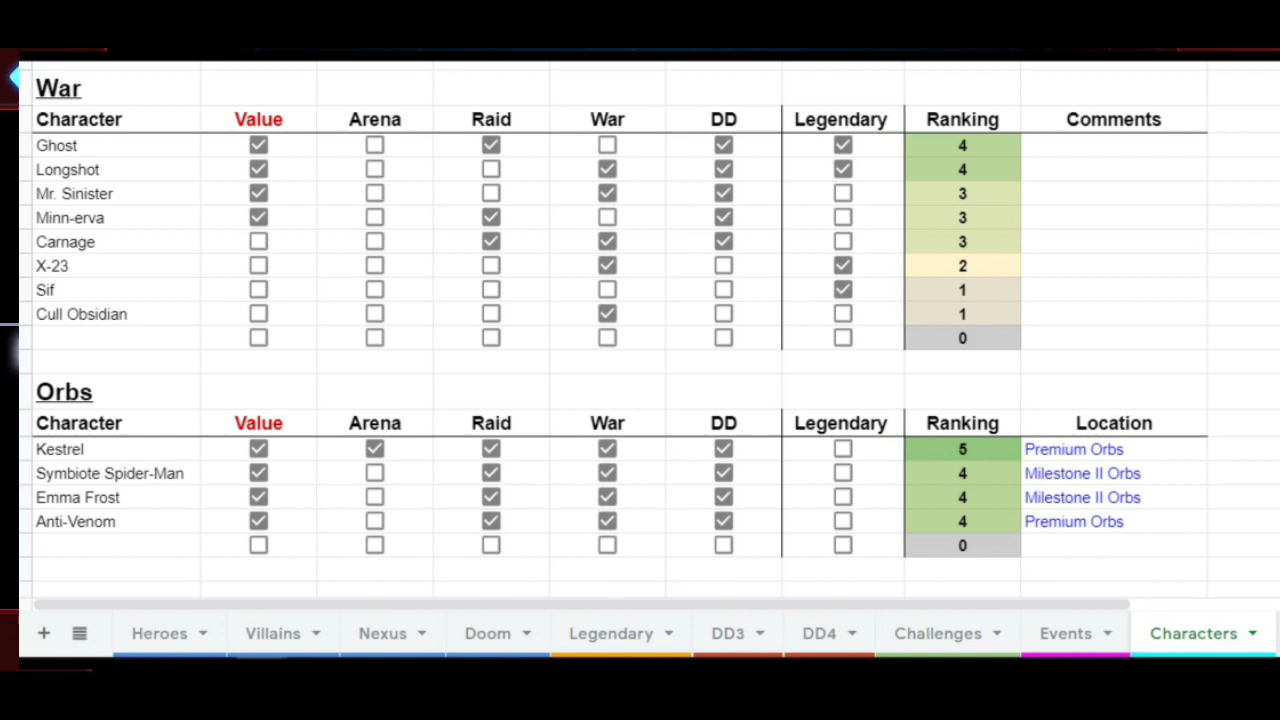 War
Character Value Arena Raid War DD Legendary Ranking Comments
Ghost 4
Longshot 4
Mr. Sinister 3
Minn-erva 3
Carnage 3
X-23 2
Sif 1
Cull Obsidian 1
0
Orbs
Character Value Arena Raid War DD Legendary Ranking Location
Kestrel 5 Premium Orbs
Symbiote Spider-Man 4 Milestone II Orbs
Emma Frost 4 Milestone II Orbs
Anti-Venom 4 Premium Orbs
0
+ Heroes Villains Nexus Doom Legendary DD3 DD4 Challenges Events Characters